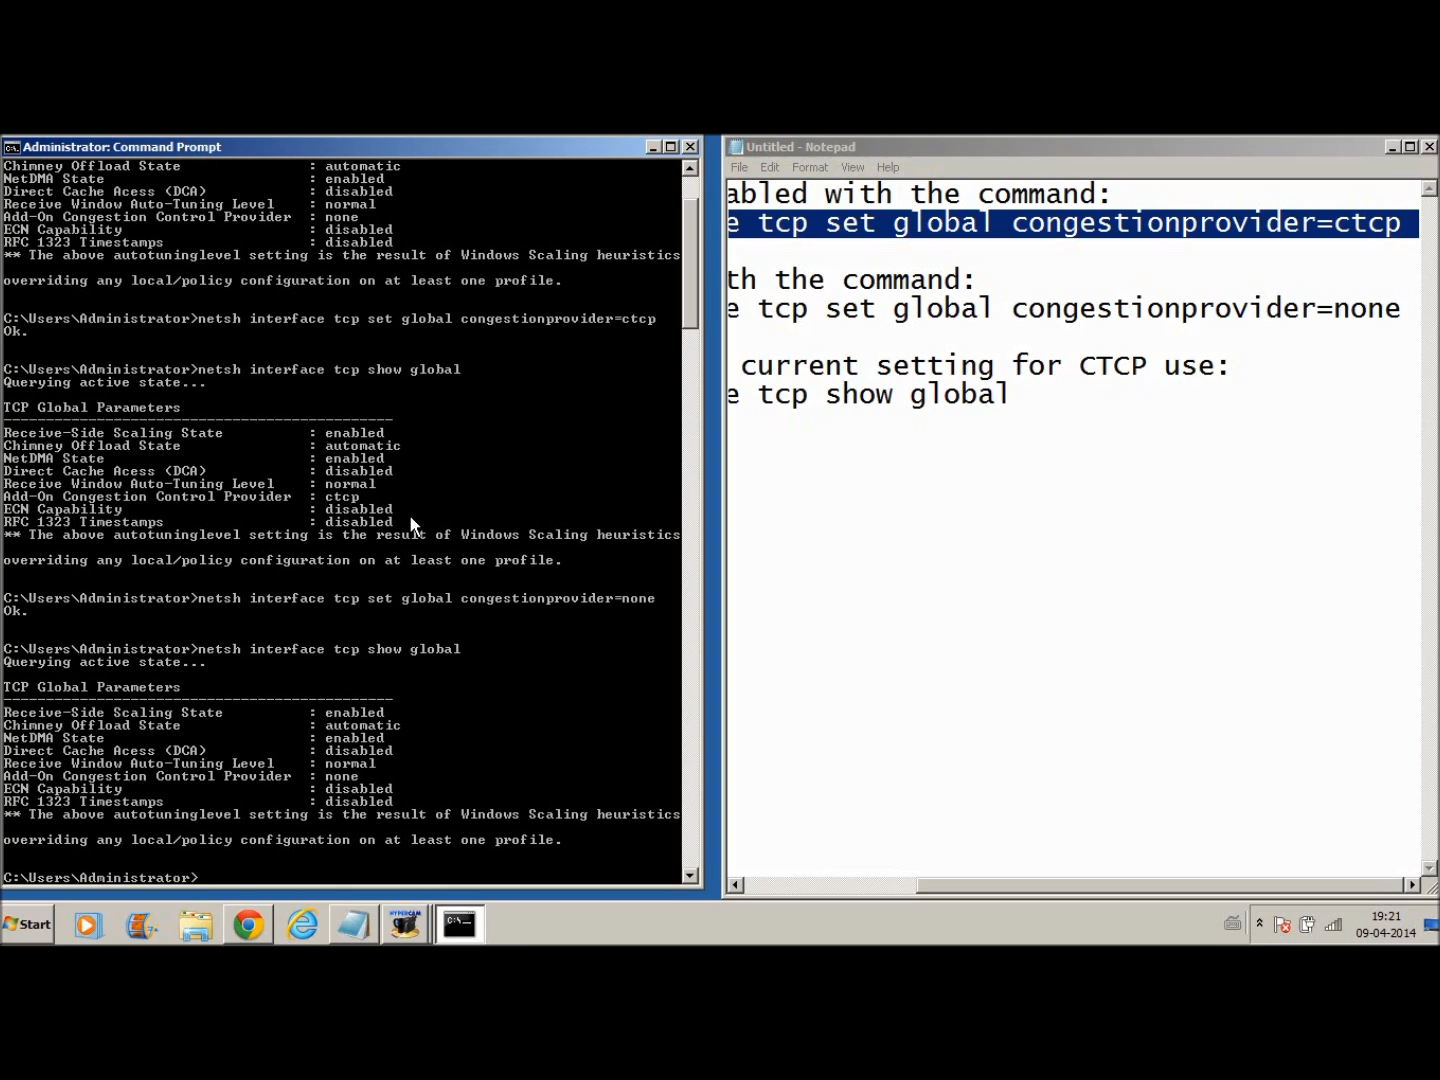 Administrator: Command Prompt
Chimney Offload State : automatic
NetDMA State : enabled
Direct Cache Acess (DCA) : disabled
Receive Window Auto-Tuning Level : normal
Add-On Congestion Control Provider : none
ECN Capability : disabled
RFC 1323 Timestamps : disabled
** The above autotuninglevel setting is the result of Windows Scaling heuristics
overriding any local/policy configuration on at least one profile.
C:\Users\Administrator>netsh interface tcp set global congestionprovider=ctcp
Ok.
C:\Users\Administrator>netsh interface tcp show global
Querying active state...
TCP Global Parameters
----------------------------------------------
Receive-Side Scaling State : enabled
Chimney Offload State : automatic
NetDMA State : enabled
Direct Cache Acess (DCA) : disabled
Receive Window Auto-Tuning Level : normal
Add-On Congestion Control Provider : ctcp
ECN Capability : disabled
RFC 1323 Timestamps : disabled
** The above autotuninglevel setting is the result of Windows Scaling heuristics
overriding any local/policy configuration on at least one profile.
C:\Users\Administrator>netsh interface tcp set global congestionprovider=none
Ok.
C:\Users\Administrator>netsh interface tcp show global
Querying active state...
TCP Global Parameters
----------------------------------------------
Receive-Side Scaling State : enabled
Chimney Offload State : automatic
NetDMA State : enabled
Direct Cache Acess (DCA) : disabled
Receive Window Auto-Tuning Level : normal
Add-On Congestion Control Provider : none
ECN Capability : disabled
RFC 1323 Timestamps : disabled
** The above autotuninglevel setting is the result of Windows Scaling heuristics
overriding any local/policy configuration on at least one profile.
C:\Users\Administrator>
Untitled - Notepad
File Edit Format View Help
abled with the command:
e tcp set global congestionprovider=ctcp
th the command:
e tcp set global congestionprovider=none
current setting for CTCP use:
e tcp show global
Start
HYPERCAM
C:\_
19:21
09-04-2014